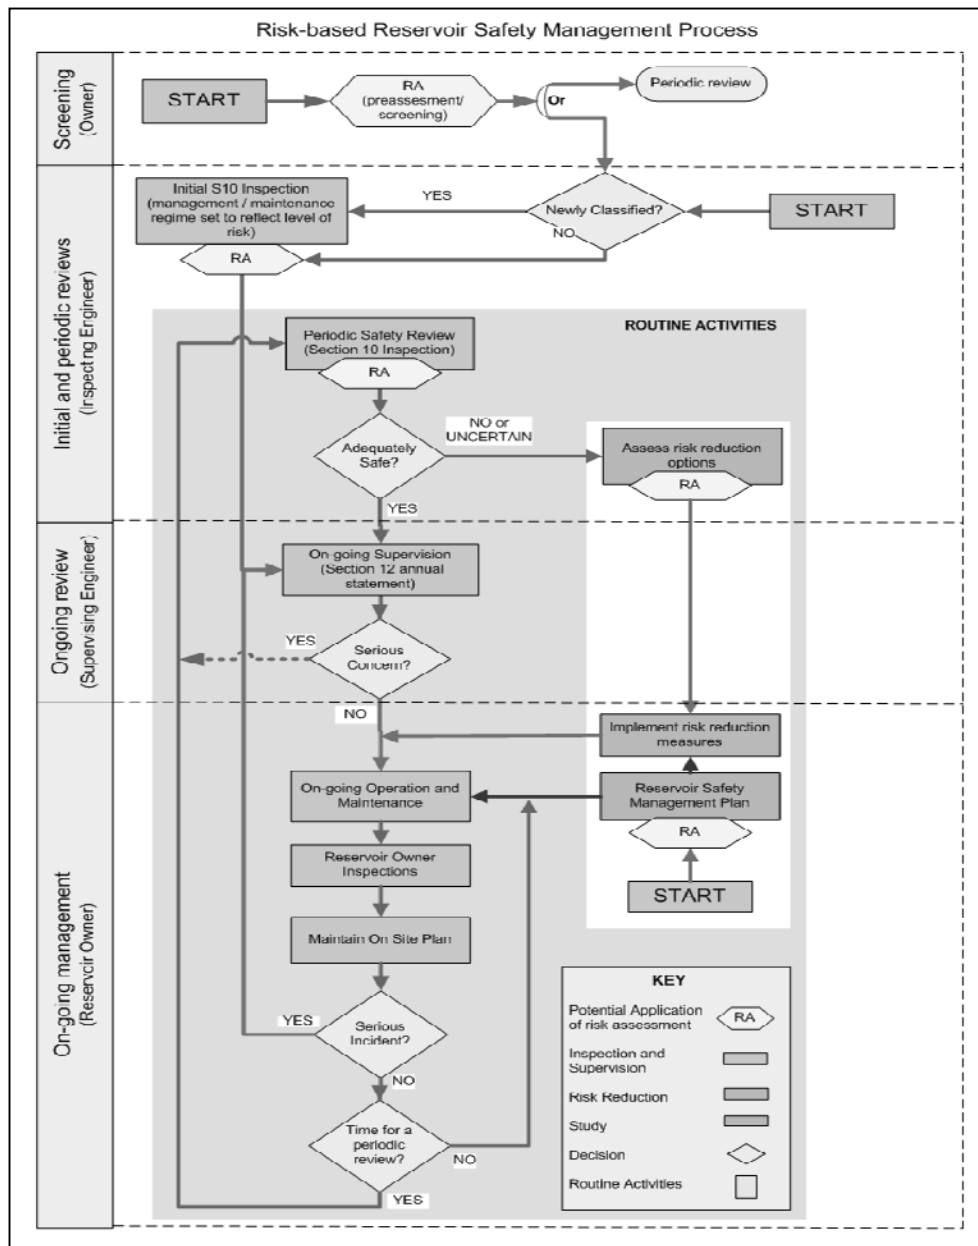 Risk-based Reservoir Safety Management Process
Screening
(Owner)
START
RA
(preassesment/
screening)
Or
Periodic review
Initial and periodic reviews
(Inspecting Engineer)
Initial S10 Inspection
(management / maintenance
regime set to reflect level of
risk)
RA
YES
Newly Classified?
NO
START
ROUTINE ACTIVITIES
Periodic Safety Review
(Section 10 Inspection)
RA
Adequately
Safe?
NO or
UNCERTAIN
YES
Assess risk reduction
options
RA
Ongoing review
(Supervising Engineer)
On-going Supervision
(Section 12 annual
statement)
YES
Serious
Concern?
NO
On-going management
(Reservoir Owner)
Implement risk reduction
measures
On-going Operation and
Maintenance
Reservoir Safety
Management Plan
RA
START
Reservoir Owner
Inspections
Maintain On Site Plan
YES
Serious
Incident?
NO
Time for a
periodic
review?
NO
YES
KEY
Potential Application
of risk assessment
RA
Inspection and
Supervision
Risk Reduction
Study
Decision
Routine Activities